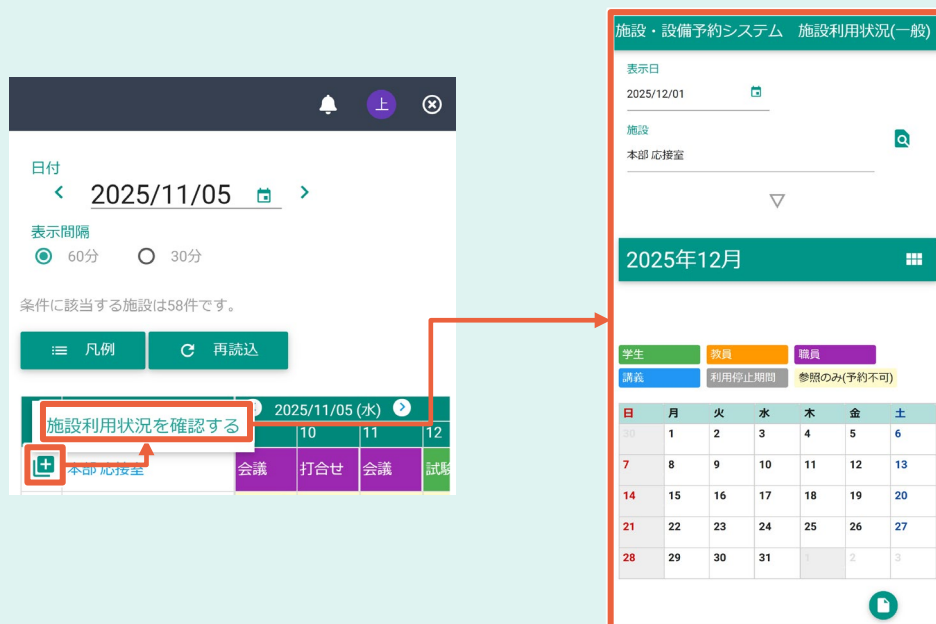 上
日付
2025/11/05
表示間隔
60分 30分
条件に該当する施設は58件です。
凡例 再読込
2025/11/05 (水)
施設利用状況を確認する
10 11 12
本部 応接室 会議 打合せ 会議 試験
施設・設備予約システム 施設利用状況(一般)
表示日
2025/12/01
施設
本部 応接室
2025年12月
学生 教員 職員
講義 利用停止期間 参照のみ(予約不可)
日 月 火 水 木 金 土
30 1 2 3 4 5 6
7 8 9 10 11 12 13
14 15 16 17 18 19 20
21 22 23 24 25 26 27
28 29 30 31 1 2 3